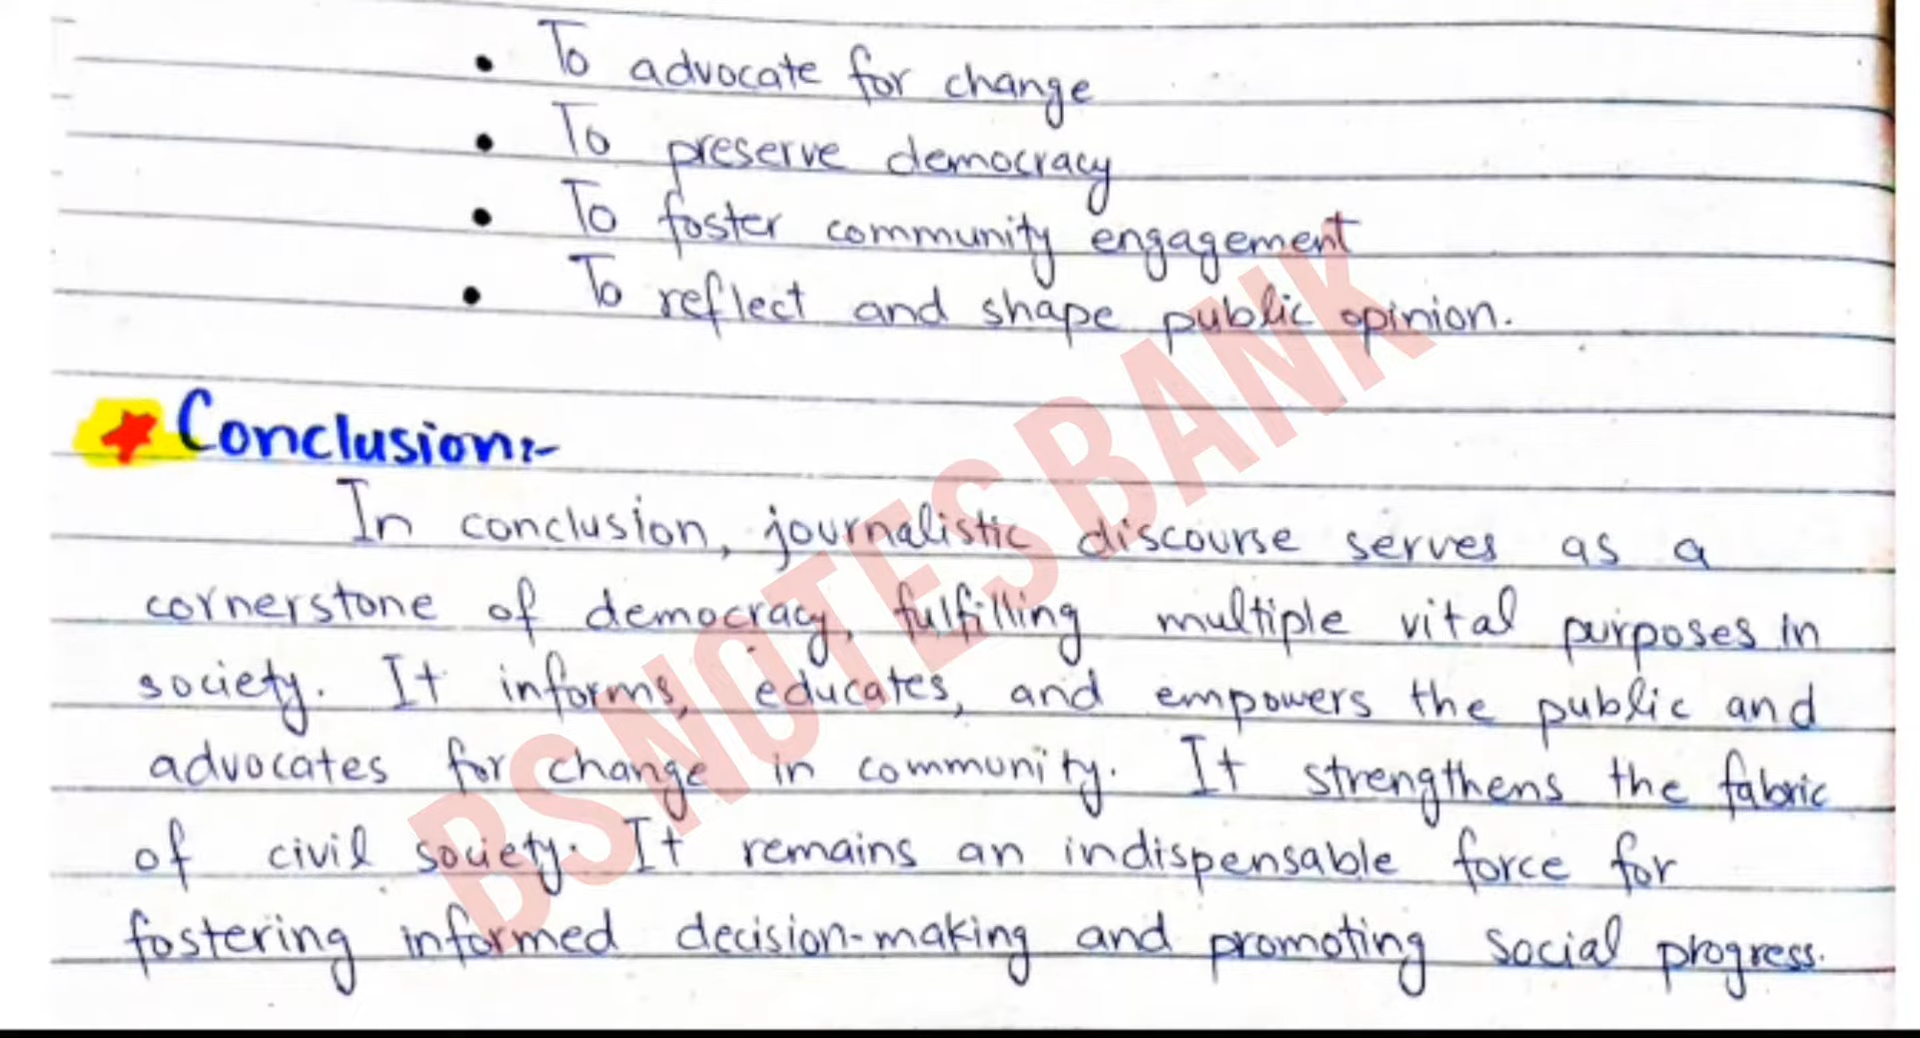 • To advocate for change
• To preserve democracy
• To foster community engagement
• To reflect and shape public opinion.
Conclusion:-
In conclusion, journalistic discourse serves as a
cornerstone of democracy, fulfilling multiple vital purposes in
society. It informs, educates, and empowers the public and
advocates for change in community. It strengthens the fabric
of civil society. It remains an indispensable force for
fostering informed decision-making and promoting social progress.
BSNOTES BANK